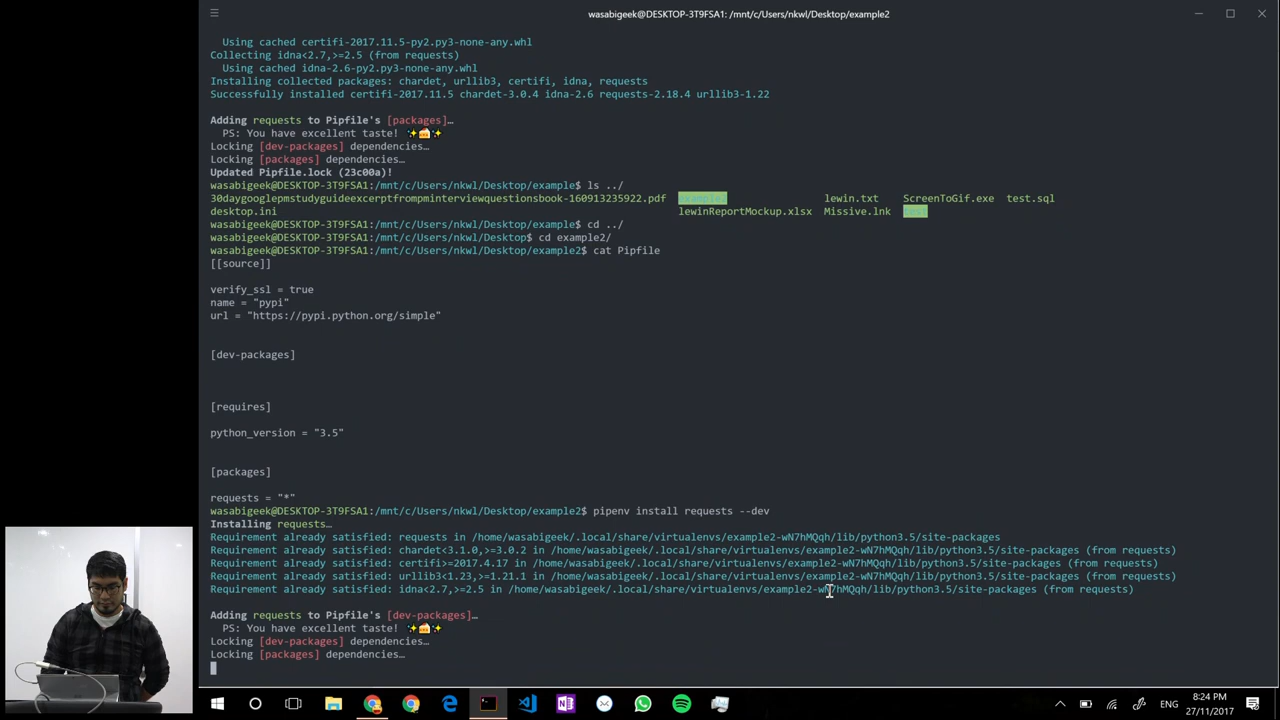 wasabigeek@DESKTOP-3T9FSA1: /mnt/c/Users/nkwl/Desktop/example2
Using cached certifi-2017.11.5-py2.py3-none-any.whl
Collecting idna<2.7,>=2.5 (from requests)
Using cached idna-2.6-py2.py3-none-any.whl
Installing collected packages: chardet, urllib3, certifi, idna, requests
Successfully installed certifi-2017.11.5 chardet-3.0.4 idna-2.6 requests-2.18.4 urllib3-1.22
Adding requests to Pipfile's [packages]…
PS: You have excellent taste! ✨🍰✨
Locking [dev-packages] dependencies…
Locking [packages] dependencies…
Updated Pipfile.lock (23c00a)!
wasabigeek@DESKTOP-3T9FSA1:/mnt/c/Users/nkwl/Desktop/example$ ls ../
30daygooglepmstudyguideexcerptfrompminterviewquestionsbook-160913235922.pdf example2 lewin.txt ScreenToGif.exe test.sql
desktop.ini lewinReportMockup.xlsx Missive.lnk
wasabigeek@DESKTOP-3T9FSA1:/mnt/c/Users/nkwl/Desktop/example$ cd ../
wasabigeek@DESKTOP-3T9FSA1:/mnt/c/Users/nkwl/Desktop$ cd example2/
wasabigeek@DESKTOP-3T9FSA1:/mnt/c/Users/nkwl/Desktop/example2$ cat Pipfile
[[source]]
verify_ssl = true
name = "pypi"
url = "https://pypi.python.org/simple"
[dev-packages]
[requires]
python_version = "3.5"
[packages]
requests = "*"
wasabigeek@DESKTOP-3T9FSA1:/mnt/c/Users/nkwl/Desktop/example2$ pipenv install requests --dev
Installing requests…
Requirement already satisfied: requests in /home/wasabigeek/.local/share/virtualenvs/example2-wN7hMQqh/lib/python3.5/site-packages
Requirement already satisfied: chardet<3.1.0,>=3.0.2 in /home/wasabigeek/.local/share/virtualenvs/example2-wN7hMQqh/lib/python3.5/site-packages (from requests)
Requirement already satisfied: certifi>=2017.4.17 in /home/wasabigeek/.local/share/virtualenvs/example2-wN7hMQqh/lib/python3.5/site-packages (from requests)
Requirement already satisfied: urllib3<1.23,>=1.21.1 in /home/wasabigeek/.local/share/virtualenvs/example2-wN7hMQqh/lib/python3.5/site-packages (from requests)
Requirement already satisfied: idna<2.7,>=2.5 in /home/wasabigeek/.local/share/virtualenvs/example2-wN7hMQqh/lib/python3.5/site-packages (from requests)
Adding requests to Pipfile's [dev-packages]…
PS: You have excellent taste! ✨🍰✨
Locking [dev-packages] dependencies…
Locking [packages] dependencies…
ENG
8:24 PM
27/11/2017